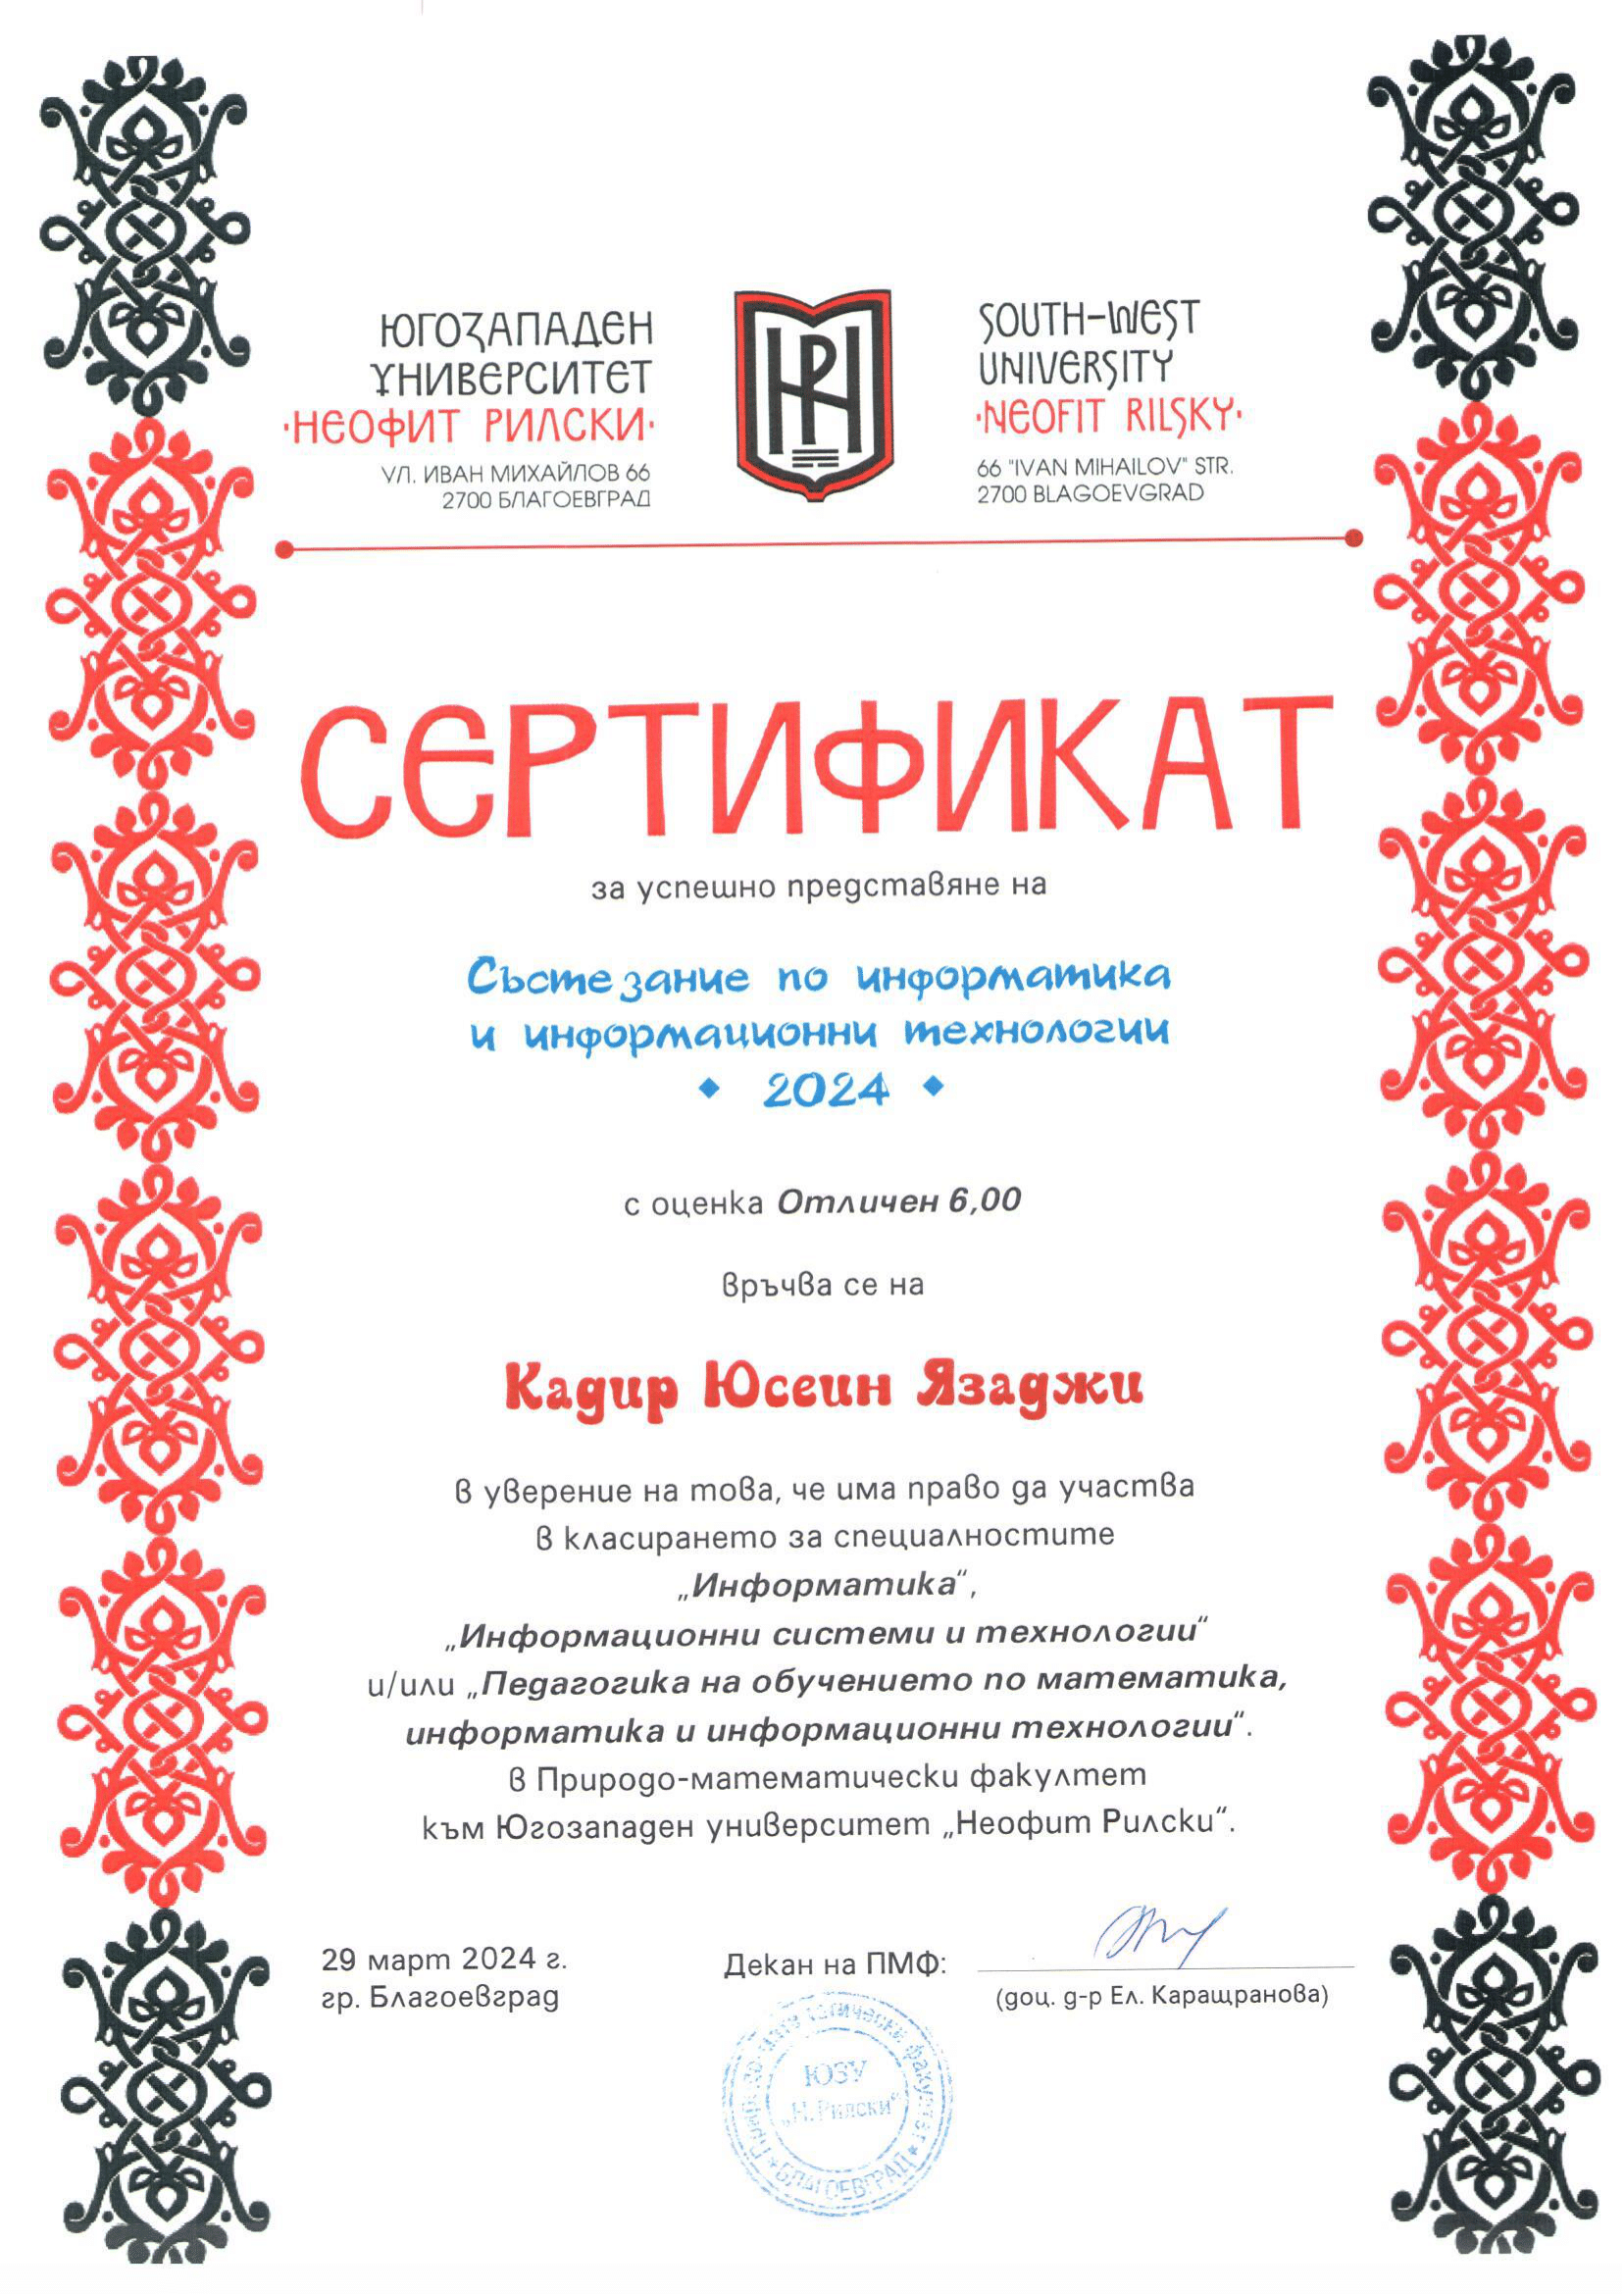 ЮГОЗАПАДЕН
УНИВЕРСИТЕТ
·НЕОФИТ РИЛСКИ·
УЛ. ИВАН МИХАЙЛОВ 66
2700 БЛАГОЕВГРАД
SOUTH-WEST
UNIVERSITY
·NEOFIT RILSKY·
66 "IVAN MIHAILOV" STR.
2700 BLAGOEVGRAD
СЕРТИФИКАТ
за успешно представяне на
Състезание по информатика
и информационни технологии
◆ 2024 ◆
с оценка Отличен 6,00
връчва се на
Кадир Юсеин Язаджи
в уверение на това, че има право да участва
в класирането за специалностите
„Информатика“,
„Информационни системи и технологии“
и/или „Педагогика на обучението по математика,
информатика и информационни технологии“.
в Природо-математически факултет
към Югозападен университет „Неофит Рилски“.
29 март 2024 г.
гр. Благоевград
Декан на ПМФ:
(доц. д-р Ел. Каращранова)
Природо-математически факултет
ЮЗУ
„Н. Рилски“
* БЛАГОЕВГРАД *